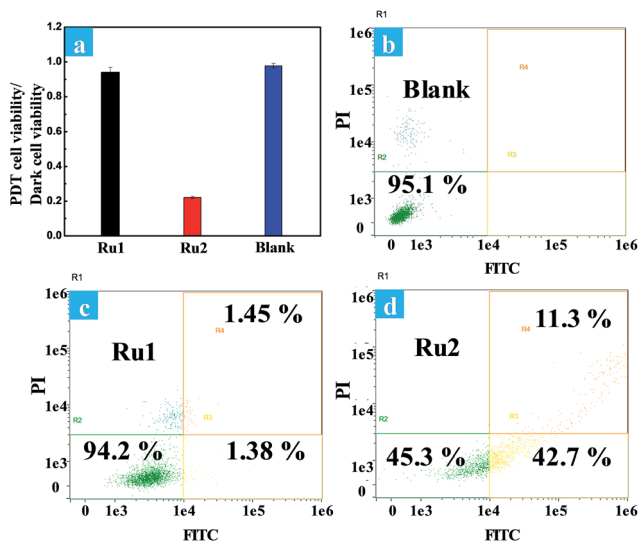 a
PDT cell viability/
Dark cell viability
1.2
1.0
0.8
0.6
0.4
0.2
0.0
Ru1 Ru2 Blank
R1
b
Blank
PI
1e6
1e5
1e4
1e3
0
R4
R2
R3
95.1 %
0 1e3 1e4 1e5 1e6
FITC
R1
c
Ru1
PI
1e6
1e5
1e4
1e3
0
1.45 %
R4
R2
R3
94.2 %
1.38 %
0 1e3 1e4 1e5 1e6
FITC
R1
d
Ru2
PI
1e6
1e5
1e4
1e3
0
11.3 %
R4
R2
R3
45.3 %
42.7 %
0 1e3 1e4 1e5 1e6
FITC